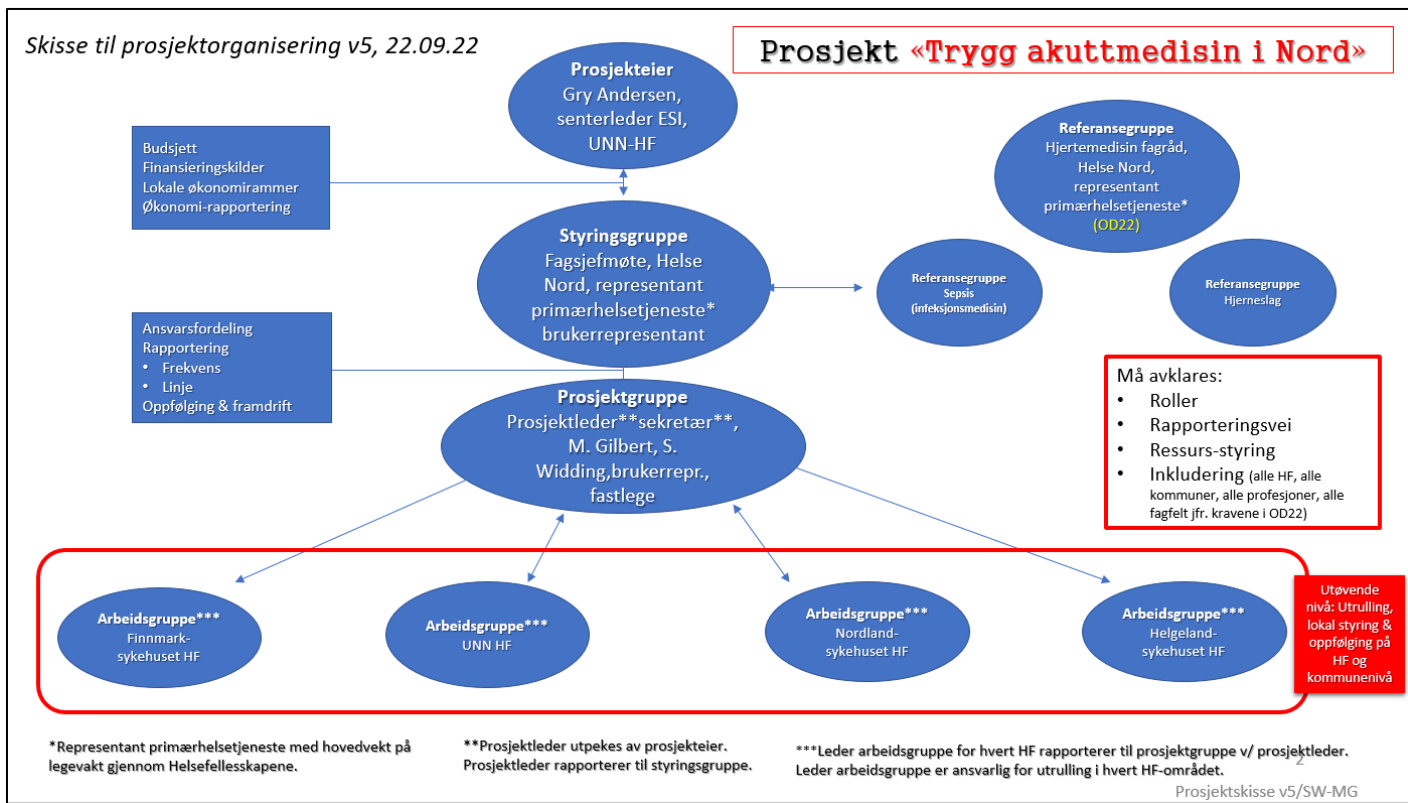 Skisse til prosjektorganisering v5, 22.09.22
Prosjekt «Trygg akuttmedisin i Nord»
Prosjekteier
Gry Andersen,
senterleder ESI,
UNN-HF
Budsjett
Finansieringskilder
Lokale økonomirammer
Økonomi-rapportering
Referansegruppe
Hjertemedisin fagråd,
Helse Nord,
representant
primærhelsetjeneste*
(OD22)
Styringsgruppe
Fagsjefmøte, Helse
Nord, representant
primærhelsetjeneste*
brukerrepresentant
Referansegruppe
Sepsis
(infeksjonsmedisin)
Referansegruppe
Hjerneslag
Ansvarsfordeling
Rapportering
• Frekvens
• Linje
Oppfølging & framdrift
Prosjektgruppe
Prosjektleder**sekretær**,
M. Gilbert, S.
Widding,brukerrepr.,
fastlege
Må avklares:
• Roller
• Rapporteringsvei
• Ressurs-styring
• Inkludering (alle HF, alle
kommuner, alle profesjoner, alle
fagfelt jfr. kravene i OD22)
Arbeidsgruppe***
Finnmark-
sykehuset HF
Arbeidsgruppe***
UNN HF
Arbeidsgruppe***
Nordland-
sykehuset HF
Arbeidsgruppe***
Helgeland-
sykehuset HF
Utøvende
nivå: Utrulling,
lokal styring &
oppfølging på
HF og
kommunenivå
*Representant primærhelsetjeneste med hovedvekt på
legevakt gjennom Helsefellesskapene.
**Prosjektleder utpekes av prosjekteier.
Prosjektleder rapporterer til styringsgruppe.
***Leder arbeidsgruppe for hvert HF rapporterer til prosjektgruppe v/ prosjektleder.
Leder arbeidsgruppe er ansvarlig for utrulling i hvert HF-området.
2
Prosjektskisse v5/SW-MG